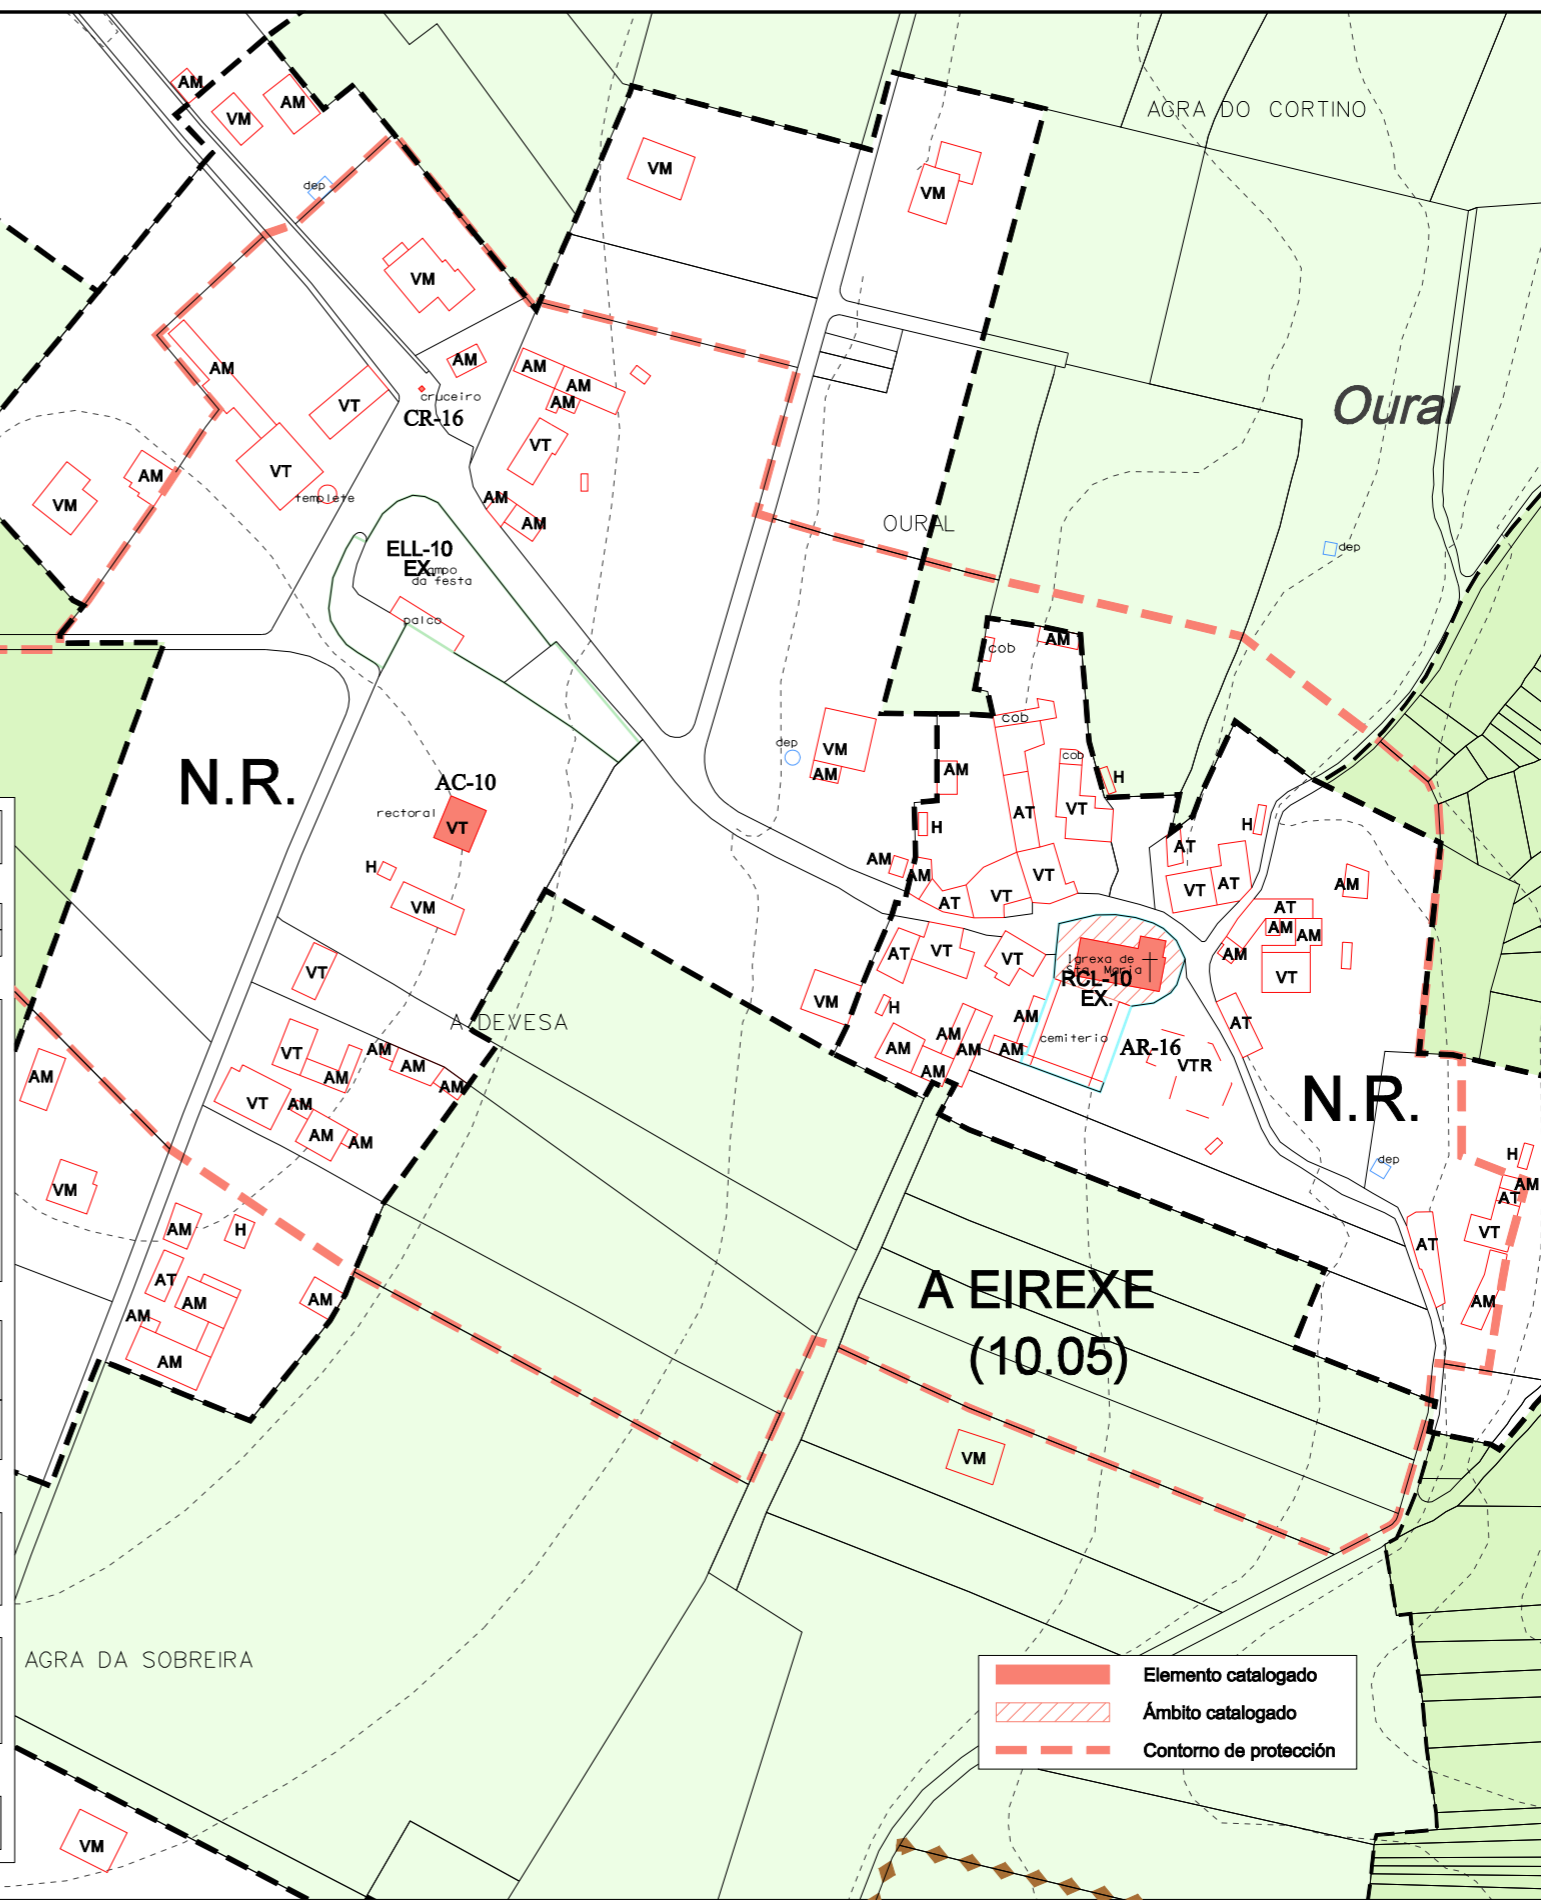 AM
VM
AM
AGRA DO CORTINO
VM
VM
dep
VM
AM
AM
AM
AM
AM
cruceiro
CR-16
VT
Oural
VT
VT
AM
VM
templete
AM
AM
OURAL
ELL-10
EX.
campo
da festa
dep
palco
cob
AM
cob
N.R.
dep
VM
AM
cob
AM
H
AC-10
rectoral
VT
AT
VT
H
H
AT
H
VM
AM
AM
AT
VT
VT
VT
AT
AM
AT
AM
AM
VT
AT
VT
VT
Igrexa de
Sta. María
RCL-10
EX.
AM
VT
VM
H
AM
A DEVESA
AM
AM
AM
AM
AM
cemiterio
AR-16
VTR
AT
VT
AM
AM
AM
AM
VT
AM
AM
AM
AM
N.R.
dep
H
AM
AT
VM
AM
H
VT
AT
AT
AM
AM
AM
AM
AM
A EIREXE
(10.05)
VM
AGRA DA SOBREIRA
Elemento catalogado
Ámbito catalogado
Contorno de protección
VM